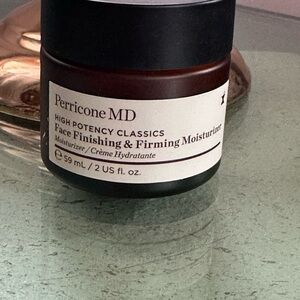 Perricone MD
HIGH POTENCY CLASSICS
Face Finishing & Firming Moisturizer
Moisturizer / Crème Hydratante
e 59 mL / 2 US fl. oz.